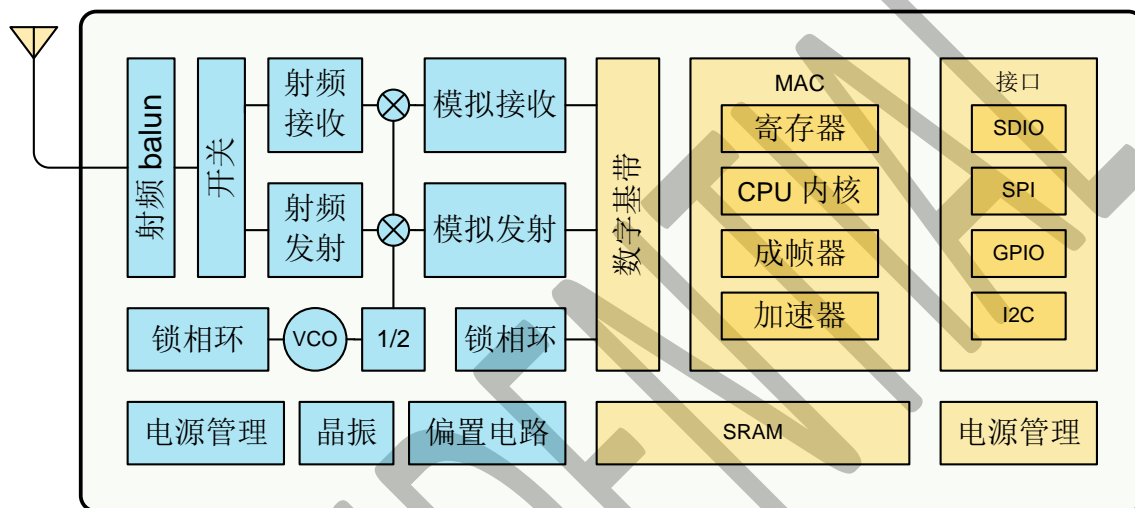 射频 balun
开关
射频
接收
模拟接收
射频
发射
模拟发射
锁相环
VCO
1/2
锁相环
数字基带
MAC
寄存器
CPU 内核
成帧器
加速器
接口
SDIO
SPI
GPIO
I2C
电源管理
晶振
偏置电路
SRAM
电源管理